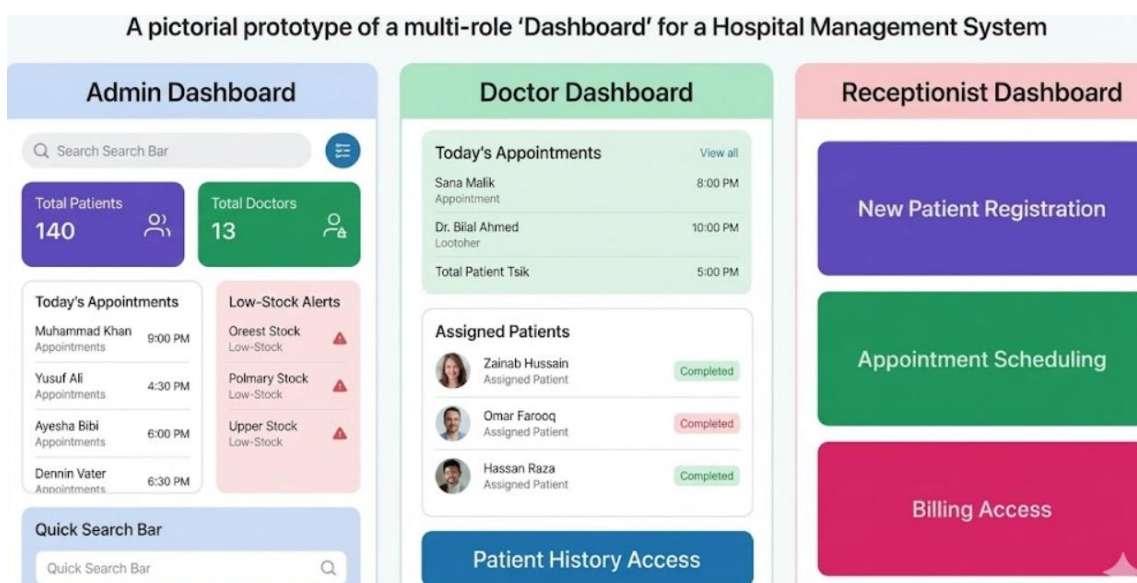 A pictorial prototype of a multi-role ‘Dashboard’ for a Hospital Management System
Admin Dashboard
Search Search Bar
Total Patients
140
Total Doctors
13
Today's Appointments
Muhammad Khan
Appointments
9:00 PM
Yusuf Ali
Appointments
4:30 PM
Ayesha Bibi
Appointments
6:00 PM
Dennin Vater
Appointments
6:30 PM
Low-Stock Alerts
Oreest Stock
Low-Stock
Polmary Stock
Low-Stock
Upper Stock
Low-Stock
Quick Search Bar
Quick Search Bar
Doctor Dashboard
Today's Appointments
View all
Sana Malik
Appointment
8:00 PM
Dr. Bilal Ahmed
Lootoher
10:00 PM
Total Patient Tsik
5:00 PM
Assigned Patients
Zainab Hussain
Assigned Patient
Completed
Omar Farooq
Assigned Patient
Completed
Hassan Raza
Assigned Patient
Completed
Patient History Access
Receptionist Dashboard
New Patient Registration
Appointment Scheduling
Billing Access